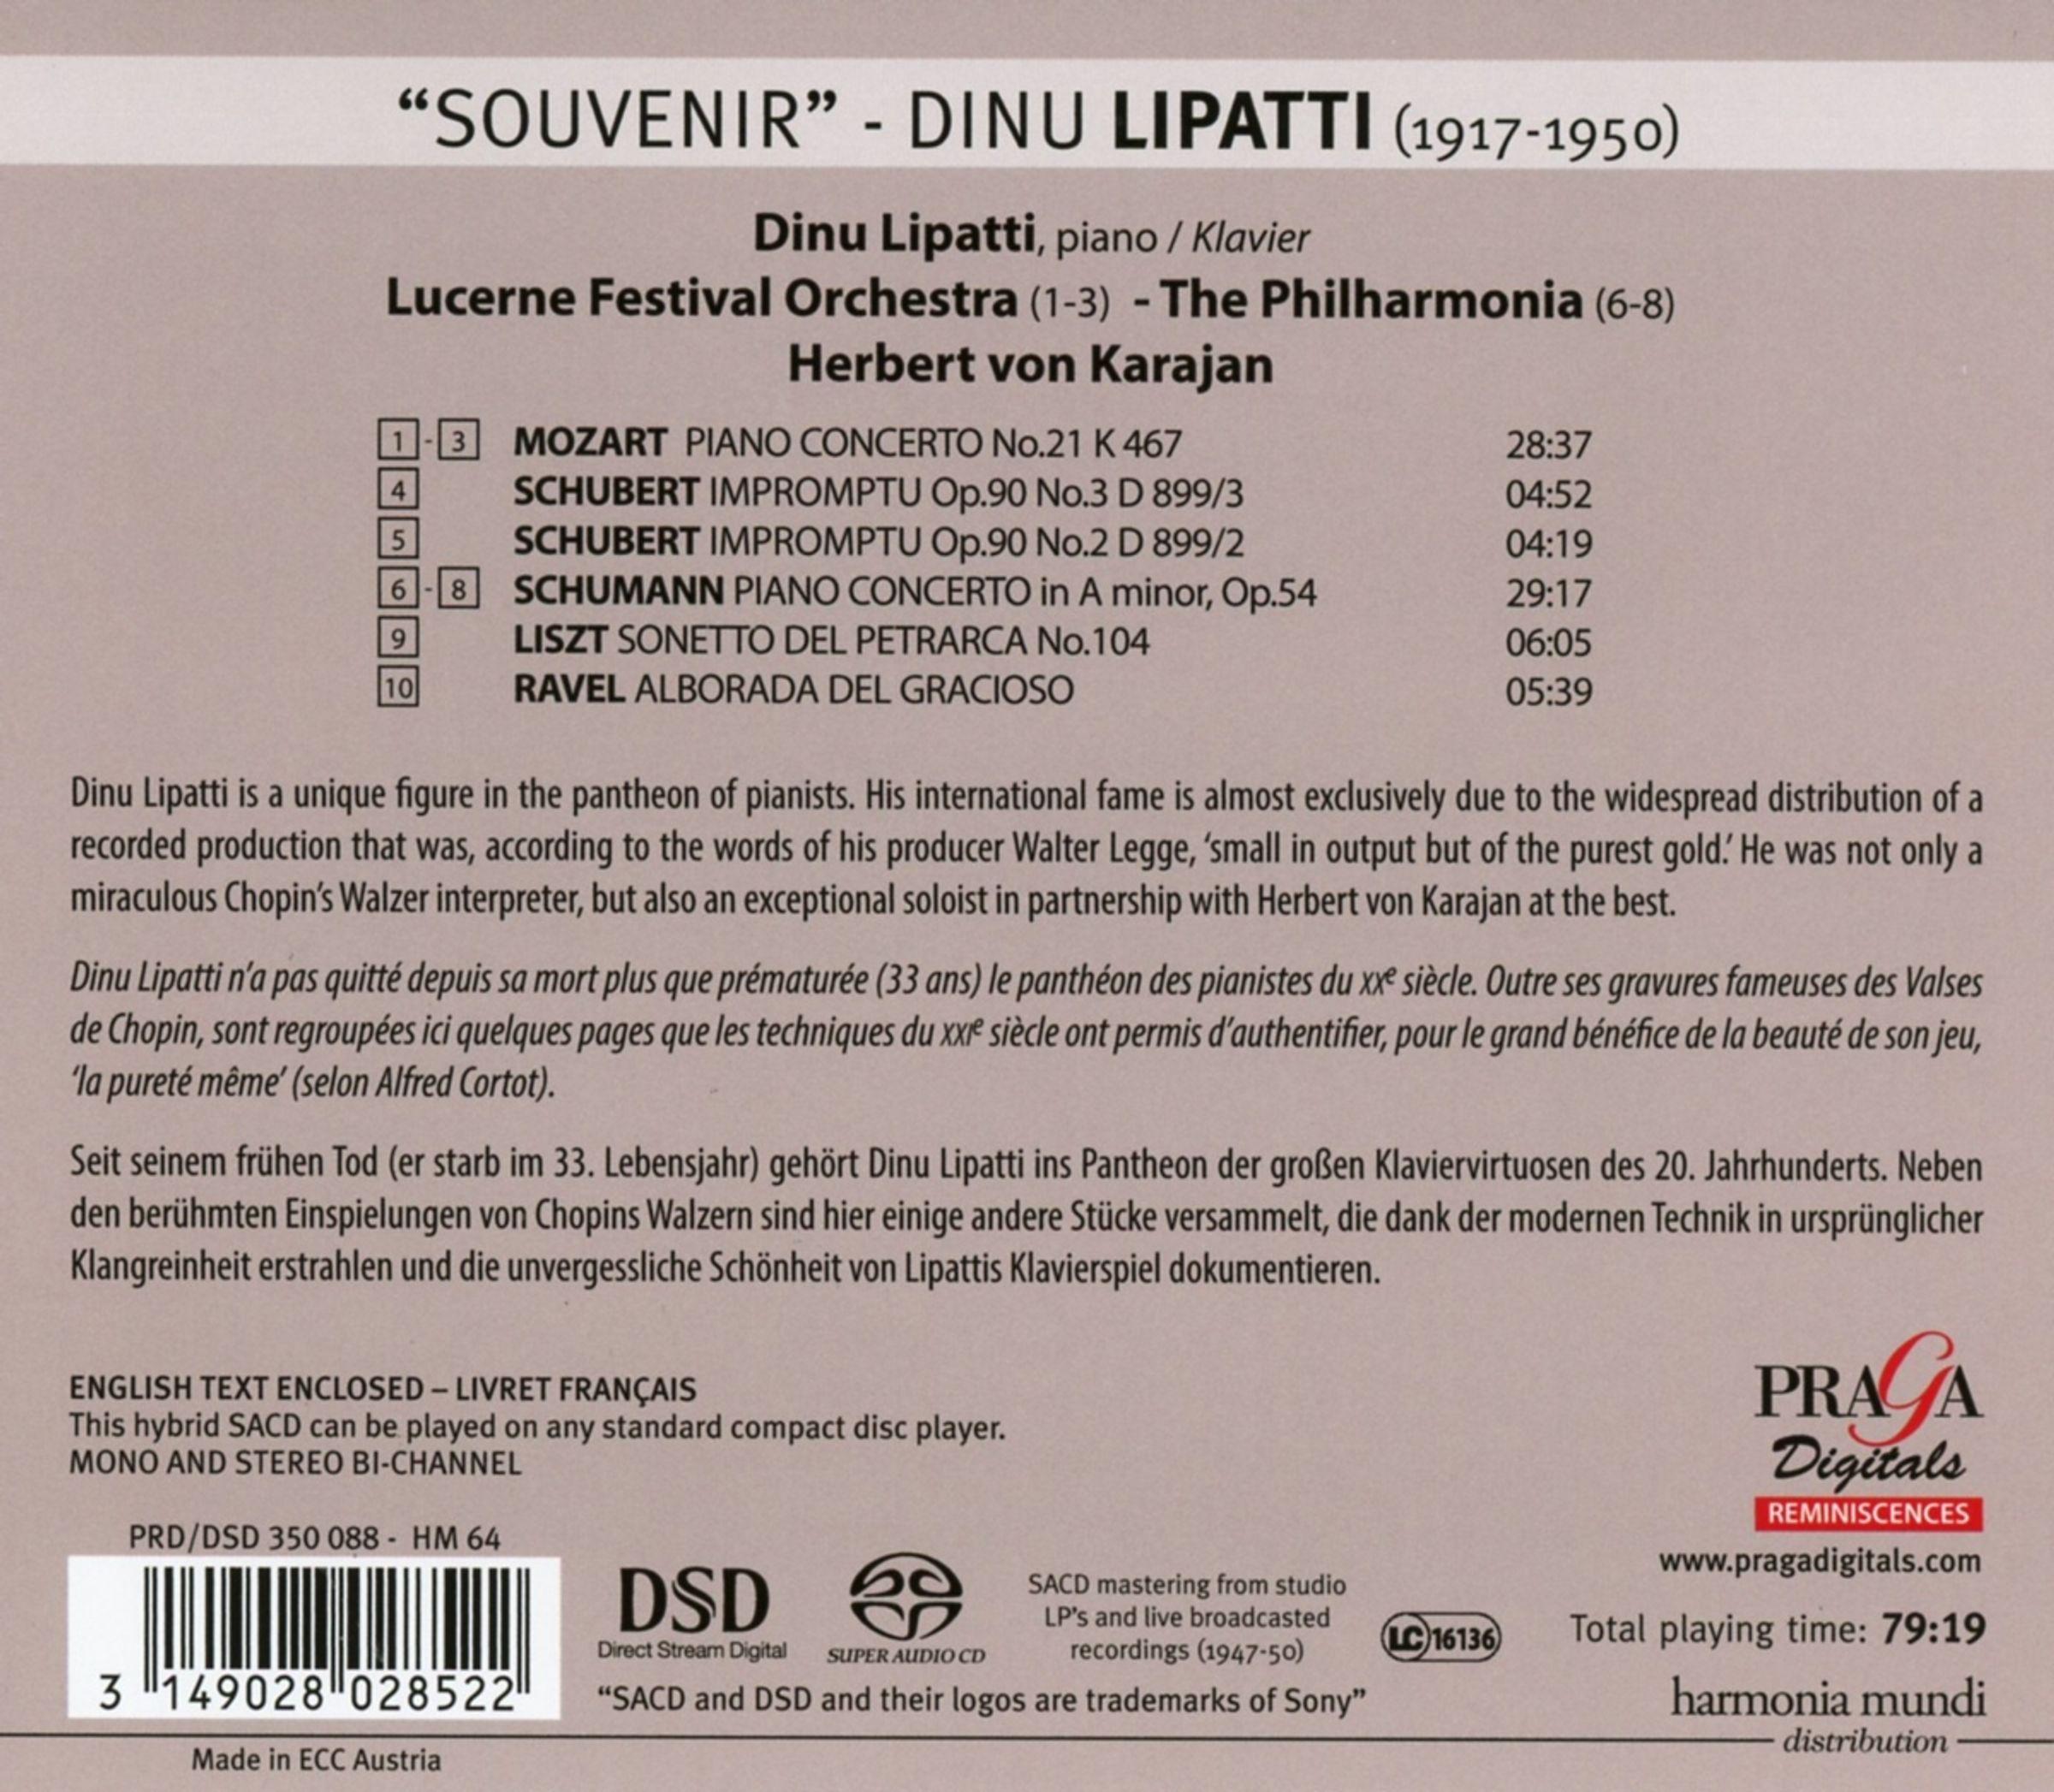 “SOUVENIR” - DINU LIPATTI (1917-1950)
Dinu Lipatti, piano / Klavier
Lucerne Festival Orchestra (1-3) - The Philharmonia (6-8)
Herbert von Karajan
1 - 3 MOZART PIANO CONCERTO No.21 K 467 28:37
4 SCHUBERT IMPROMPTU Op.90 No.3 D 899/3 04:52
5 SCHUBERT IMPROMPTU Op.90 No.2 D 899/2 04:19
6 - 8 SCHUMANN PIANO CONCERTO in A minor, Op.54 29:17
9 LISZT SONETTO DEL PETRARCA No.104 06:05
10 RAVEL ALBORADA DEL GRACIOSO 05:39
Dinu Lipatti is a unique figure in the pantheon of pianists. His international fame is almost exclusively due to the widespread distribution of a
recorded production that was, according to the words of his producer Walter Legge, ‘small in output but of the purest gold.’ He was not only a
miraculous Chopin’s Walzer interpreter, but also an exceptional soloist in partnership with Herbert von Karajan at the best.
Dinu Lipatti n’a pas quitté depuis sa mort plus que prématurée (33 ans) le panthéon des pianistes du XXe siècle. Outre ses gravures fameuses des Valses
de Chopin, sont regroupées ici quelques pages que les techniques du XXIe siècle ont permis d’authentifier, pour le grand bénéfice de la beauté de son jeu,
‘la pureté même’ (selon Alfred Cortot).
Seit seinem frühen Tod (er starb im 33. Lebensjahr) gehört Dinu Lipatti ins Pantheon der großen Klaviervirtuosen des 20. Jahrhunderts. Neben
den berühmten Einspielungen von Chopins Walzern sind hier einige andere Stücke versammelt, die dank der modernen Technik in ursprünglicher
Klangreinheit erstrahlen und die unvergessliche Schönheit von Lipattis Klavierspiel dokumentieren.
ENGLISH TEXT ENCLOSED – LIVRET FRANÇAIS
This hybrid SACD can be played on any standard compact disc player.
MONO AND STEREO BI-CHANNEL
PRAGA
Digitals
REMINISCENCES
www.pragadigitals.com
PRD/DSD 350 088 - HM 64
3 149028 028522
DSD
Direct Stream Digital
SUPER AUDIO CD
SACD mastering from studio
LP’s and live broadcasted
recordings (1947-50)
LC 16136
Total playing time: 79:19
“SACD and DSD and their logos are trademarks of Sony”
harmonia mundi
distribution
Made in ECC Austria